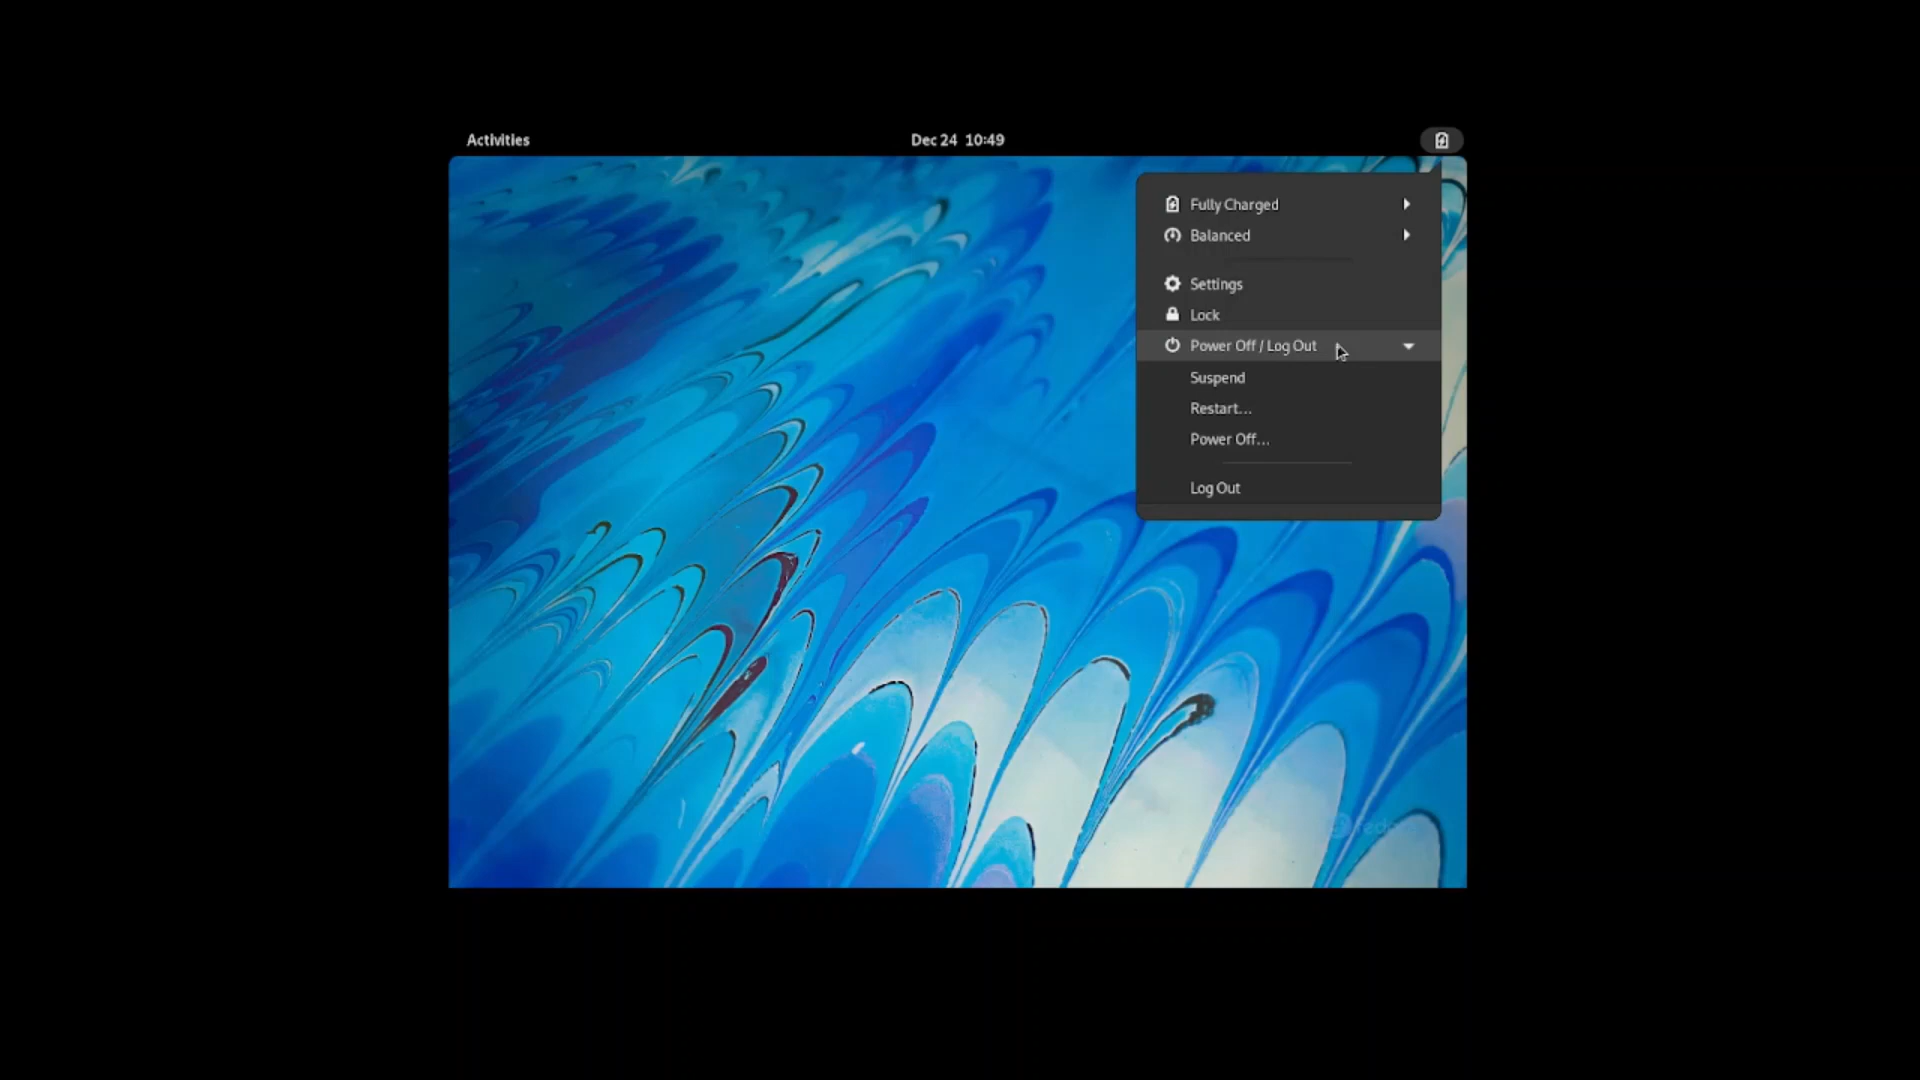 Activities
Dec 24 10:49
Fully Charged
Balanced
Settings
Lock
Power Off / Log Out
Suspend
Restart...
Power Off...
Log Out